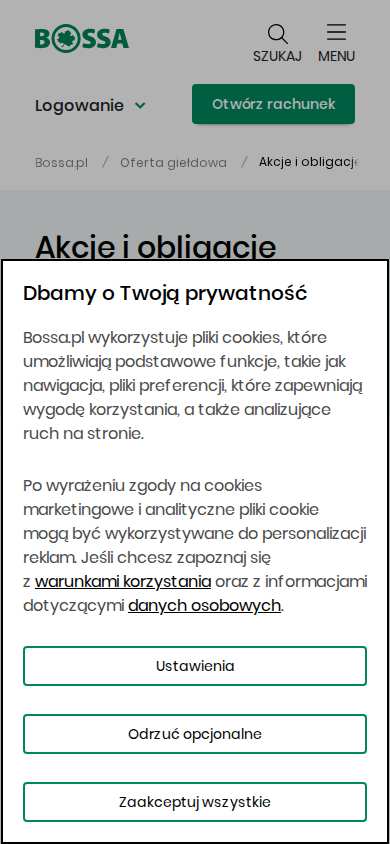 BOSSA
SZUKAJ MENU
Logowanie Otwórz rachunek
Bossa.pl / Oferta giełdowa / Akcje i obligacje
Akcje i obligacje
Dbamy o Twoją prywatność
Bossa.pl wykorzystuje pliki cookies, które
umożliwiają podstawowe funkcje, takie jak
nawigacja, pliki preferencji, które zapewniają
wygodę korzystania, a także analizujące
ruch na stronie.
Po wyrażeniu zgody na cookies
marketingowe i analityczne pliki cookie
mogą być wykorzystywane do personalizacji
reklam. Jeśli chcesz zapoznaj się
z warunkami korzystania oraz z informacjami
dotyczącymi danych osobowych.
Ustawienia
Odrzuć opcjonalne
Zaakceptuj wszystkie